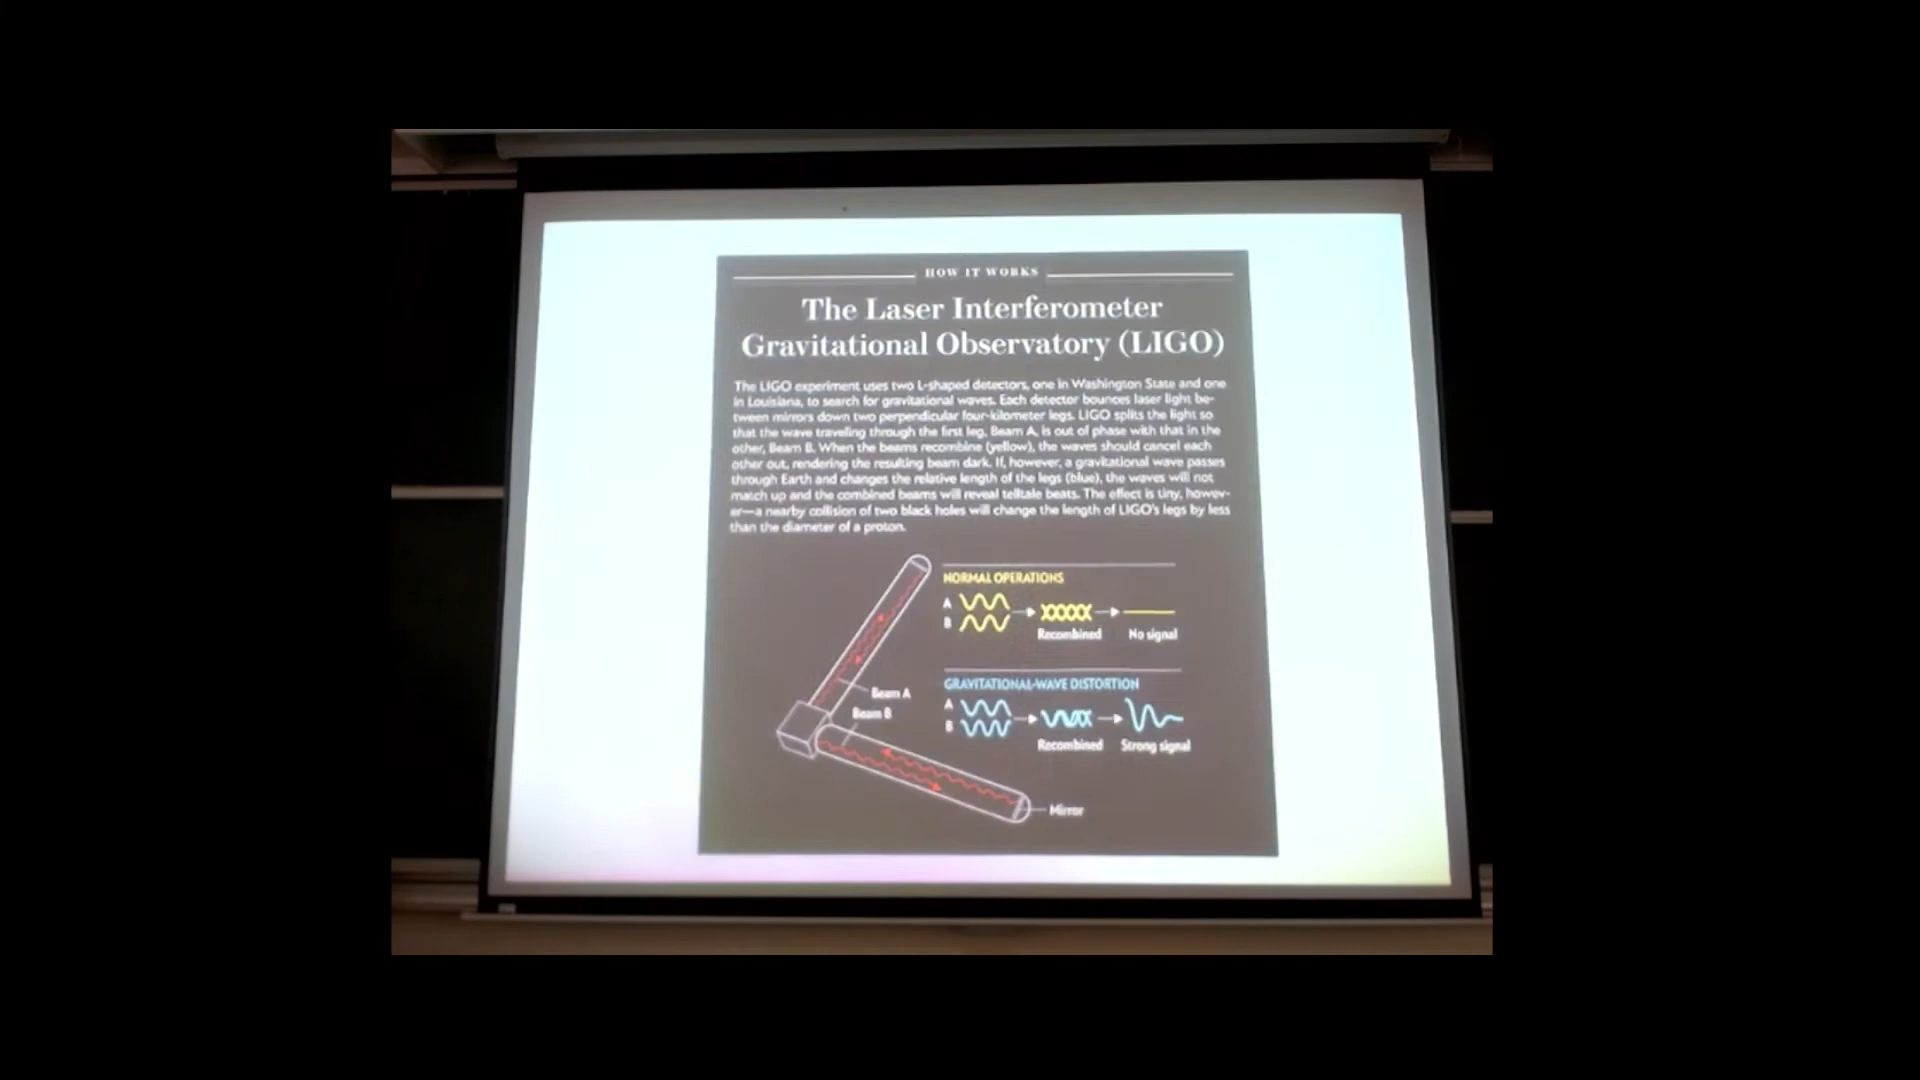 HOW IT WORKS
The Laser Interferometer
Gravitational Observatory (LIGO)
The LIGO experiment uses two L-shaped detectors, one in Washington State and one
in Louisiana, to search for gravitational waves. Each detector bounces laser light be-
tween mirrors down two perpendicular four-kilometer legs. LIGO splits the light so
that the wave traveling through the first leg, Beam A, is out of phase with that in the
other, Beam B. When the beams recombine (yellow), the waves should cancel each
other out, rendering the resulting beam dark. If, however, a gravitational wave passes
through Earth and changes the relative length of the legs (blue), the waves will not
match up and the combined beams will reveal telltale beats. The effect is tiny, howev-
er—a nearby collision of two black holes will change the length of LIGO's legs by less
than the diameter of a proton.
NORMAL OPERATIONS
A
B
Recombined
No signal
Beam A
Beam B
GRAVITATIONAL-WAVE DISTORTION
A
B
Recombined
Strong signal
Mirror